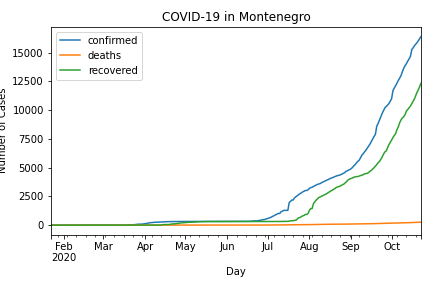 COVID-19 in Montenegro
confirmed
deaths
recovered
15000
12500
10000
7500
5000
2500
0
Number of Cases
Feb Mar Apr May Jun Jul Aug Sep Oct
2020
Day